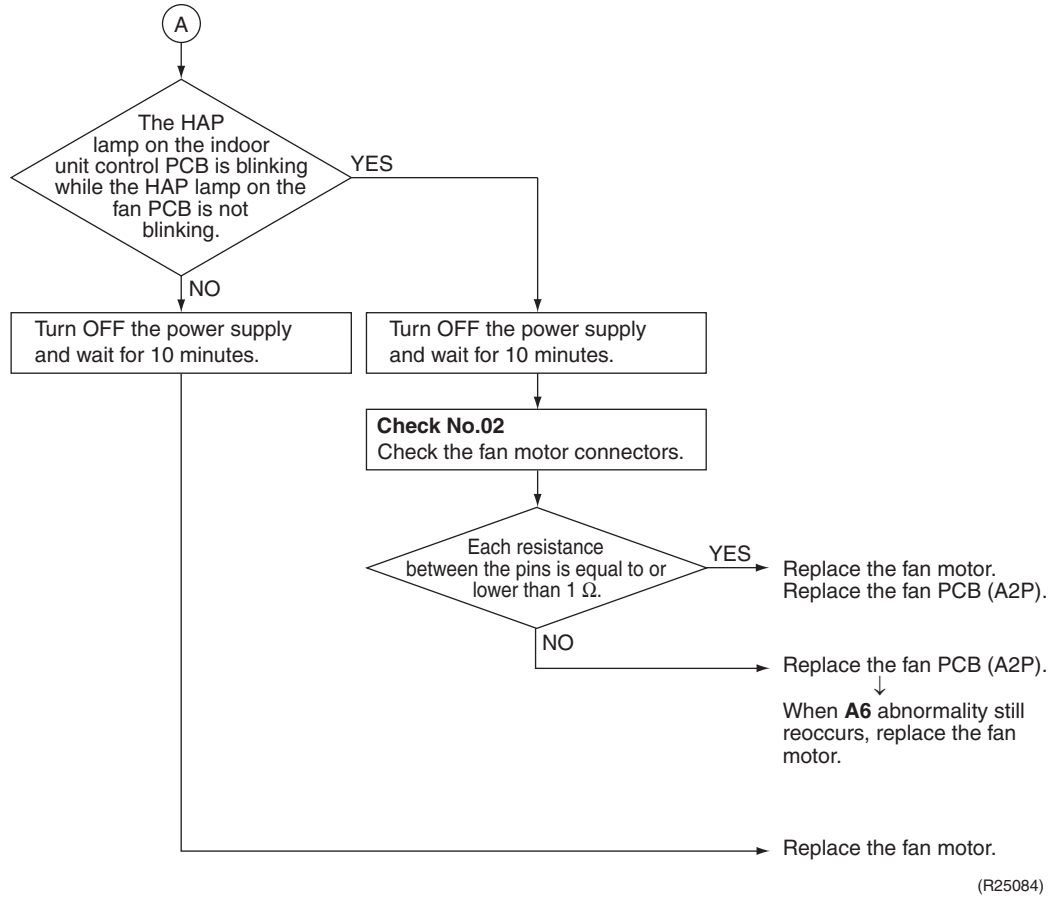 A
The HAP
lamp on the indoor
unit control PCB is blinking
while the HAP lamp on the
fan PCB is not
blinking.
YES
NO
Turn OFF the power supply
and wait for 10 minutes.
Turn OFF the power supply
and wait for 10 minutes.
Check No.02
Check the fan motor connectors.
Each resistance
between the pins is equal to or
lower than 1 Ω.
YES
Replace the fan motor.
Replace the fan PCB (A2P).
NO
Replace the fan PCB (A2P).
↓
When A6 abnormality still
reoccurs, replace the fan
motor.
Replace the fan motor.
(R25084)